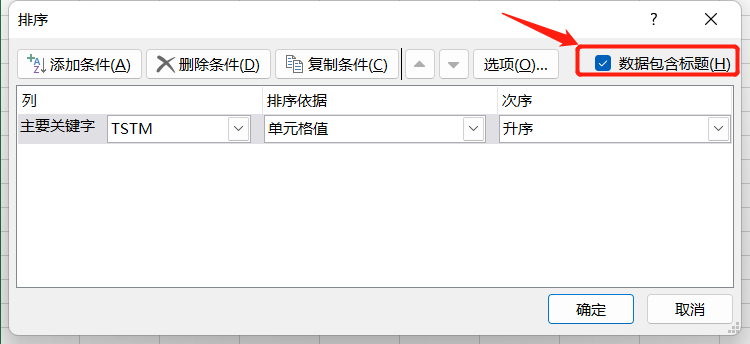 排序
添加条件(A) 删除条件(D) 复制条件(C) 选项(O)... 数据包含标题(H)
列 排序依据 次序
主要关键字 TSTM 单元格值 升序
确定 取消